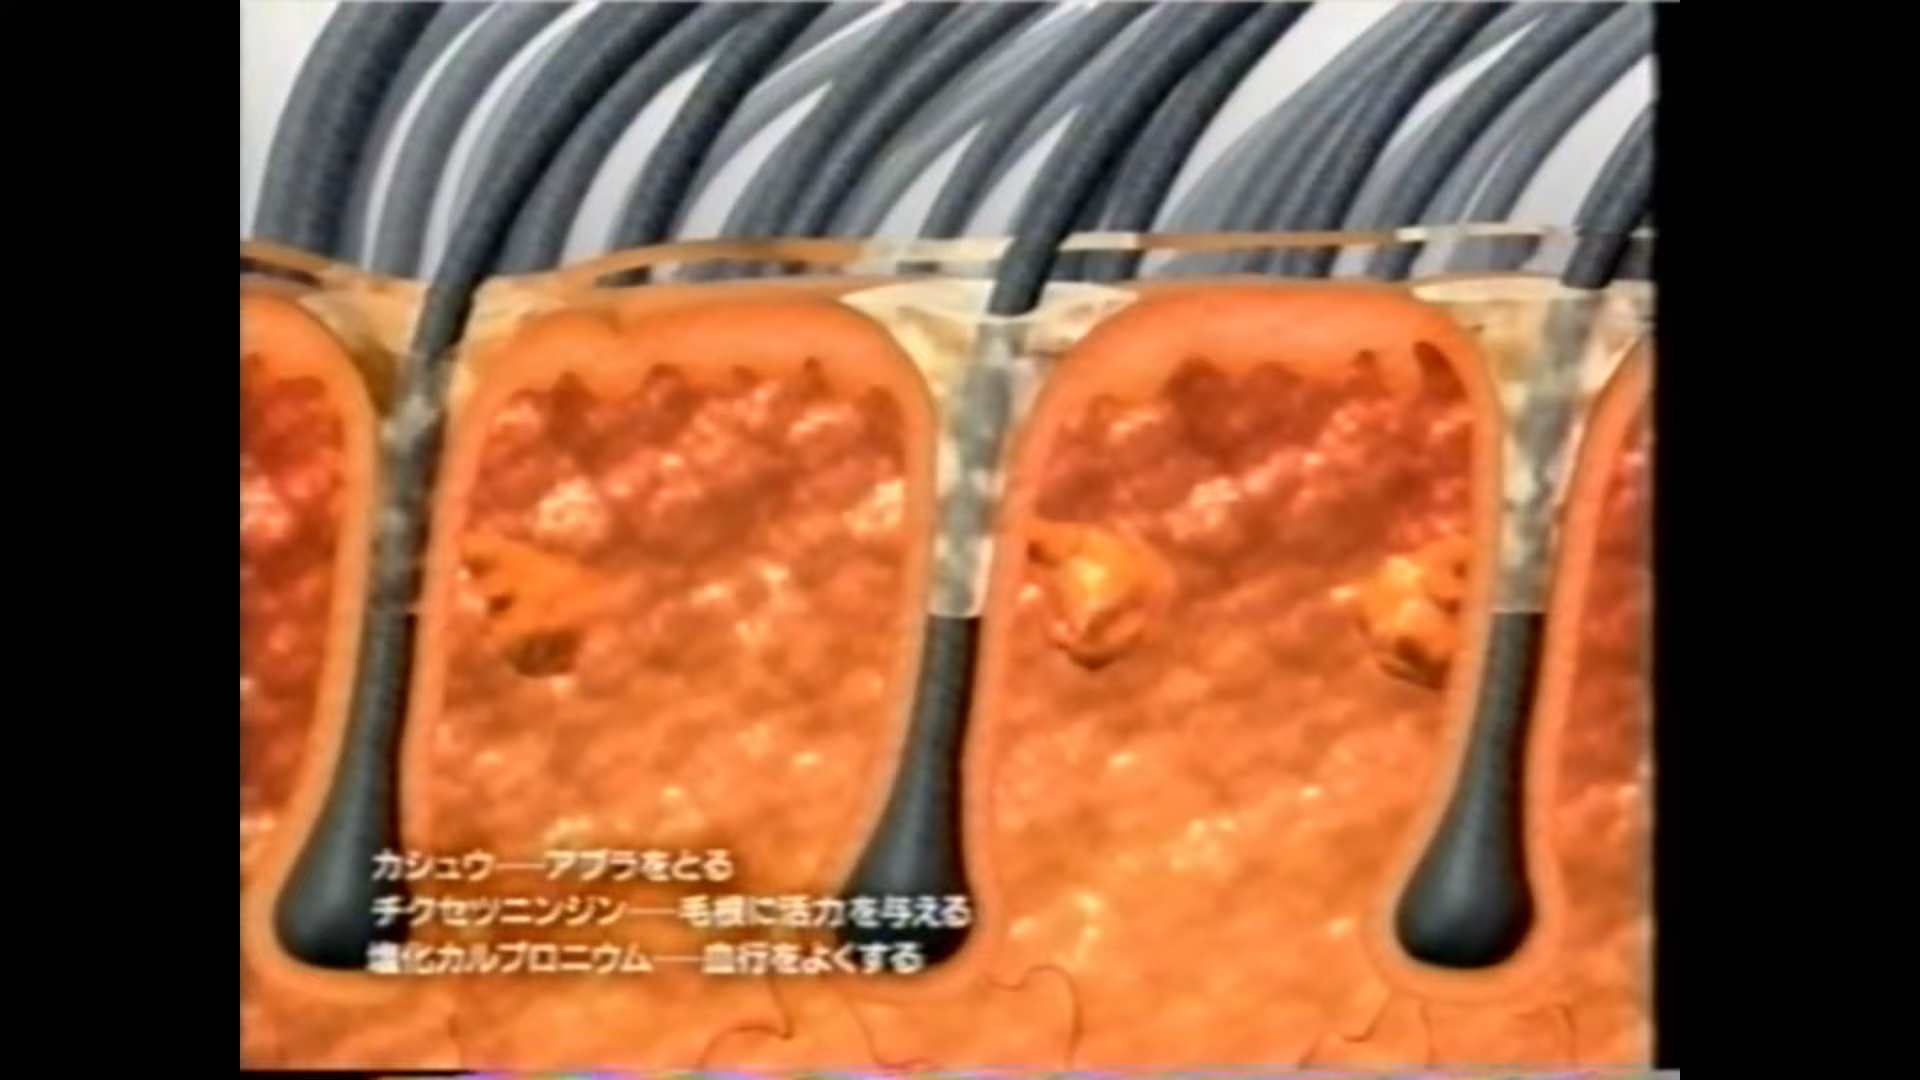 カシュウ──アブラをとる
チクセツニンジン──毛根に活力を与える
塩化カルプロニウム──血行をよくする